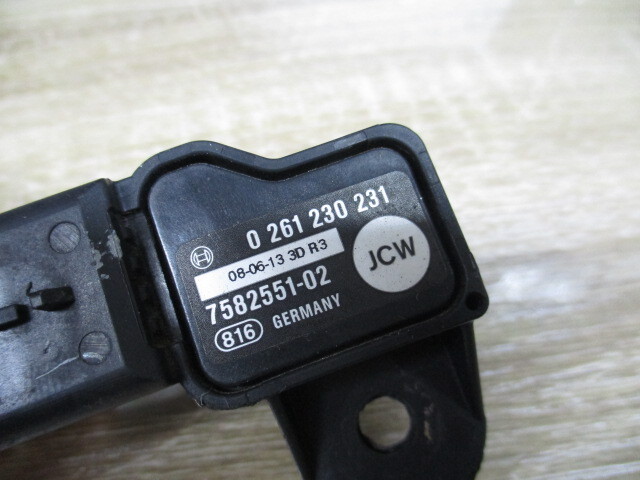 0 261 230 231
08-06-13 3D R3
JCW
7582551-02
816 GERMANY